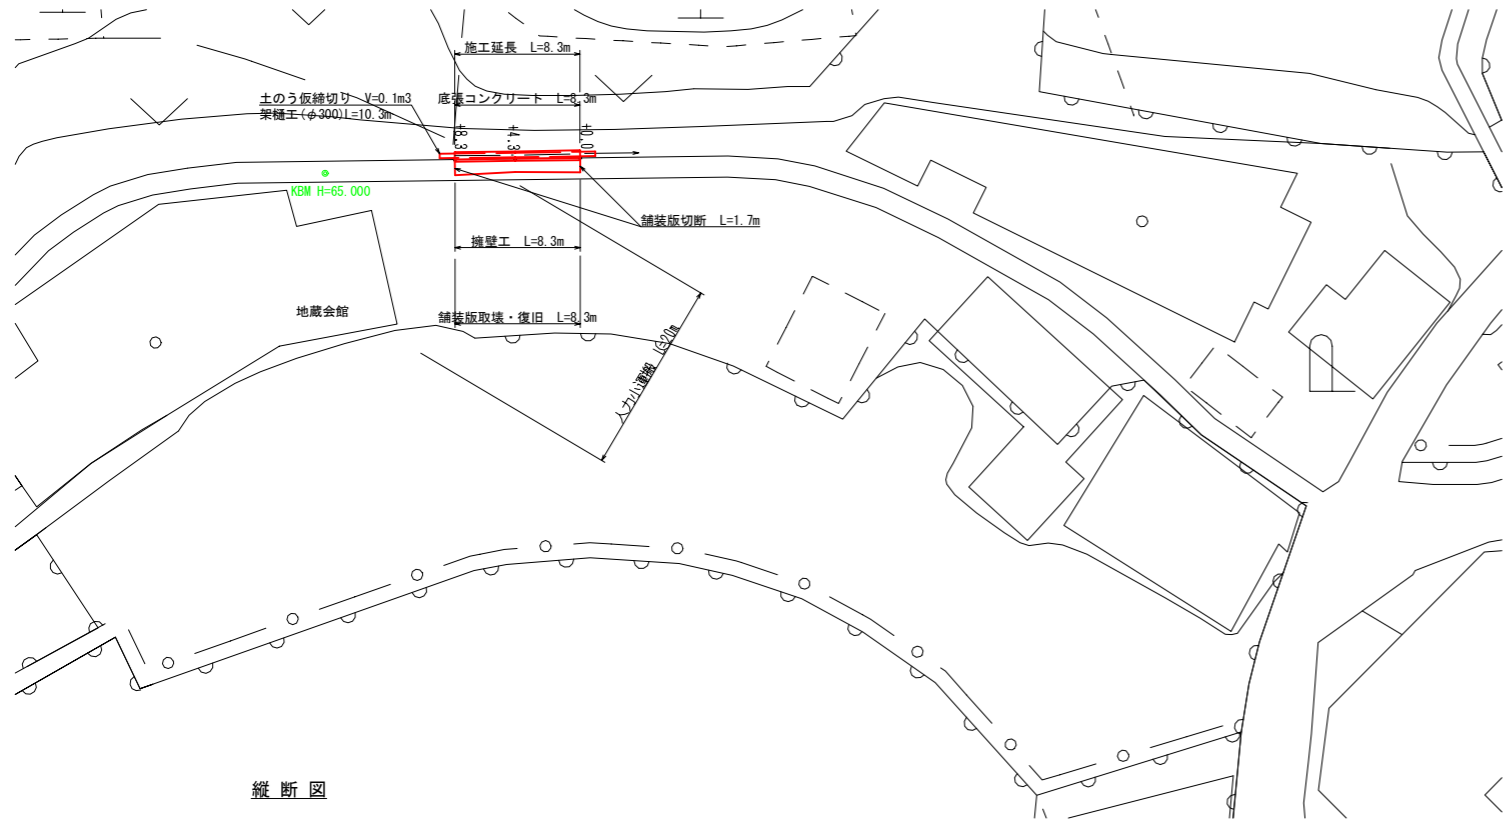 施工延長 L=8.3m
土のう仮締切り V=0.1m3
架樋工(φ300)L=10.3m
底張コンクリート L=8.3m
+8.3
+4.3
+0.0
KBM H=65.000
舗装版切断 L=1.7m
擁壁工 L=8.3m
地蔵会館
舗装版取壊・復旧 L=8.3m
人力小運搬 L=20m
縦断図